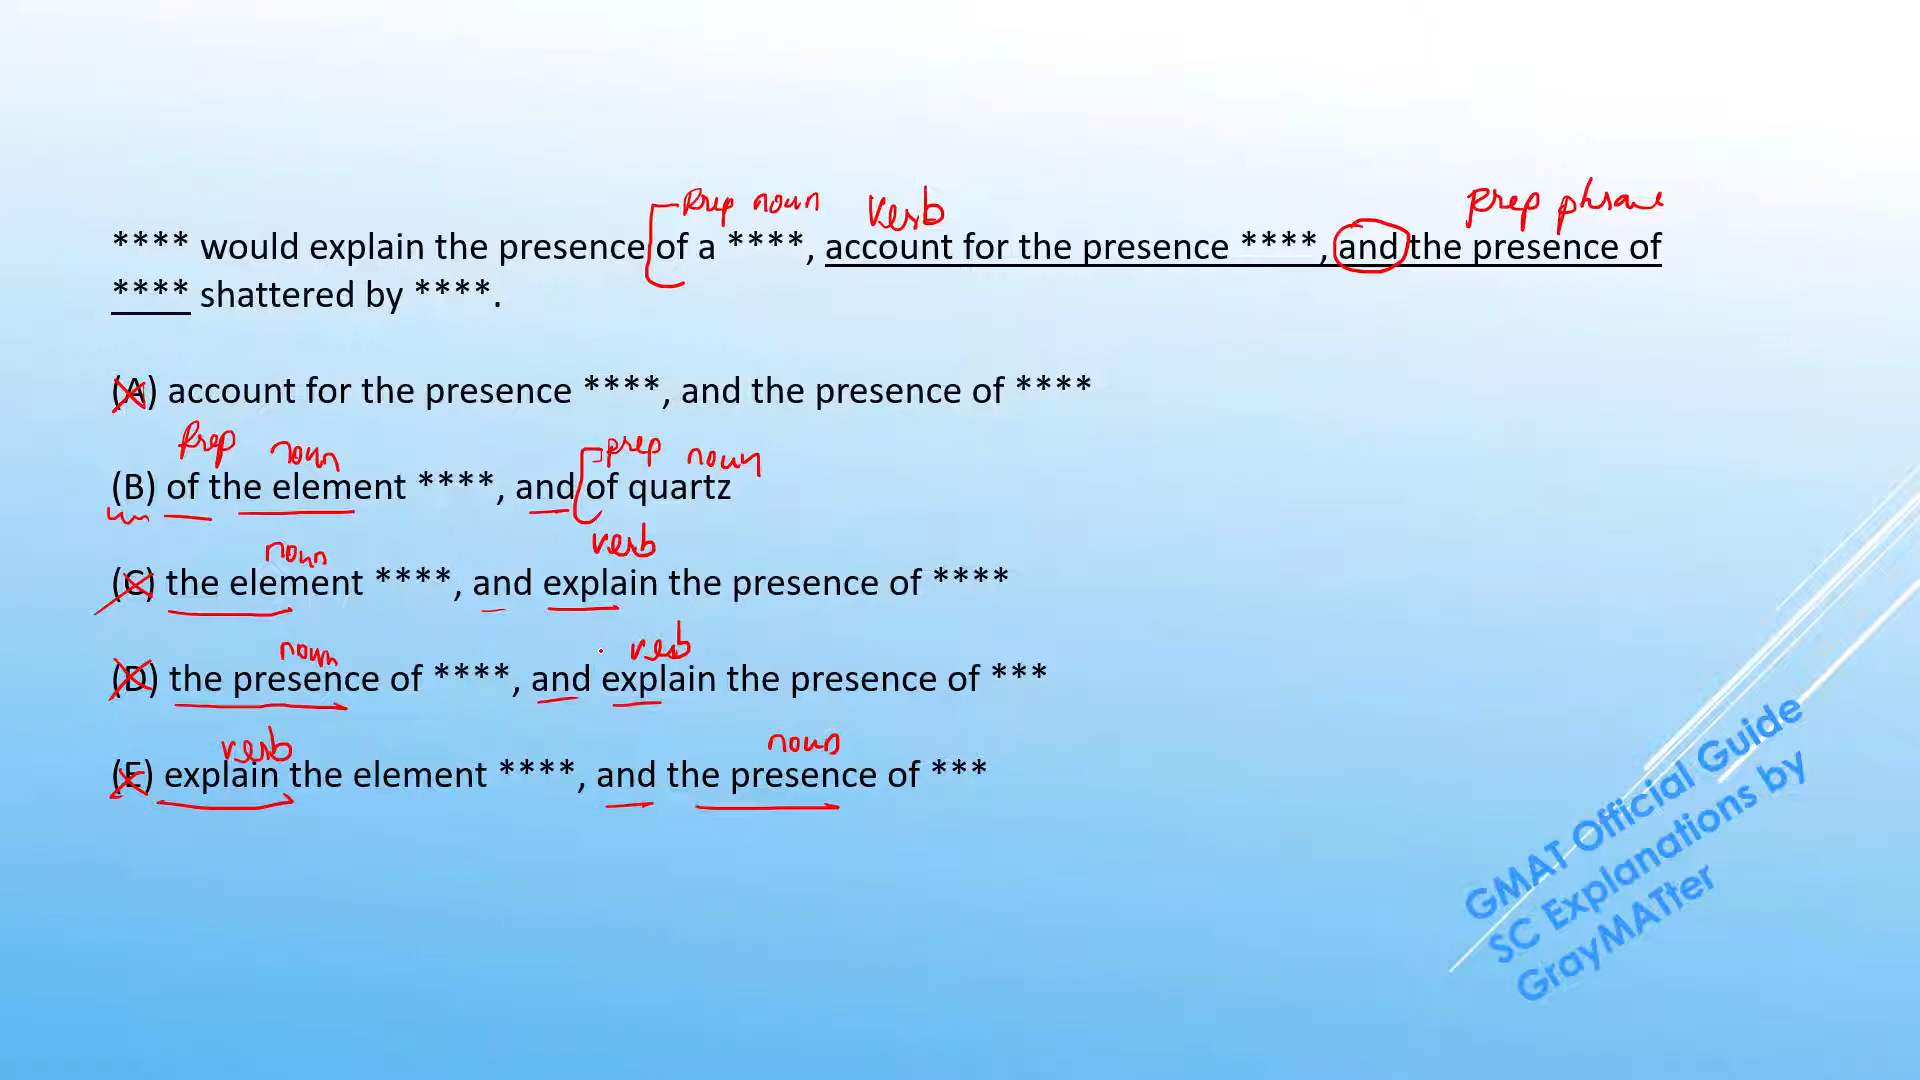 Prep noun verb prep phrase
**** would explain the presence of a ****, account for the presence ****, and the presence of
**** shattered by ****.
(A) account for the presence ****, and the presence of ****
Prep noun prep noun
(B) of the element ****, and of quartz
noun verb
(C) the element ****, and explain the presence of ****
noun verb
(D) the presence of ****, and explain the presence of ***
verb noun
(E) explain the element ****, and the presence of ***
GMAT Official Guide
SC Explanations by
GrayMATter